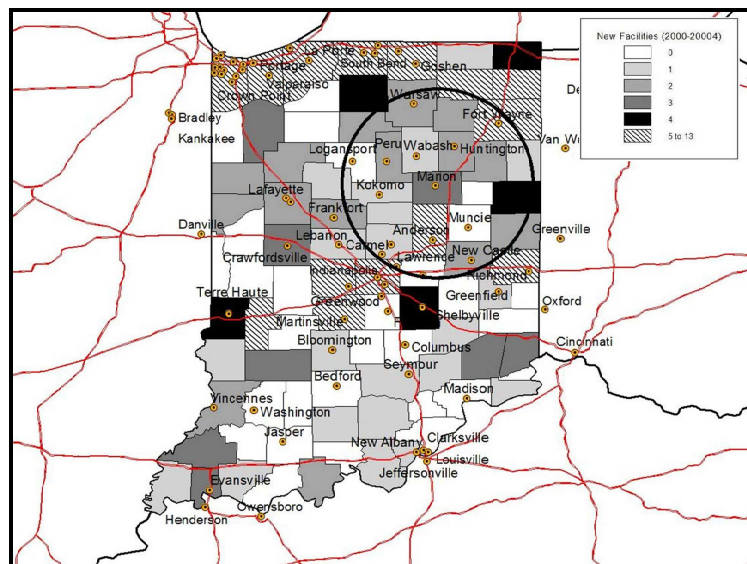 New Facilities (2000-20004)
0
1
2
3
4
5 to 13
La Porte
South Bend
Goshen
Portage
Valparaiso
Crown Point
Warsaw
Fort Wayne
De
Bradley
Kankakee
Van W
Logansport
Peru
Wabash
Huntington
Marion
Lafayette
Kokomo
Frankfort
Muncie
Danville
Lebanon
Carmel
Anderson
Greenville
Crawfordsville
Lawrence
New Castle
Indianapolis
Richmond
Terre Haute
Greenwood
Greenfield
Oxford
Martinsville
Shelbyville
Bloomington
Columbus
Cincinnati
Seymour
Bedford
Madison
Vincennes
Washington
Jasper
New Albany
Clarksville
Louisville
Jeffersonville
Evansville
Henderson
Owensboro